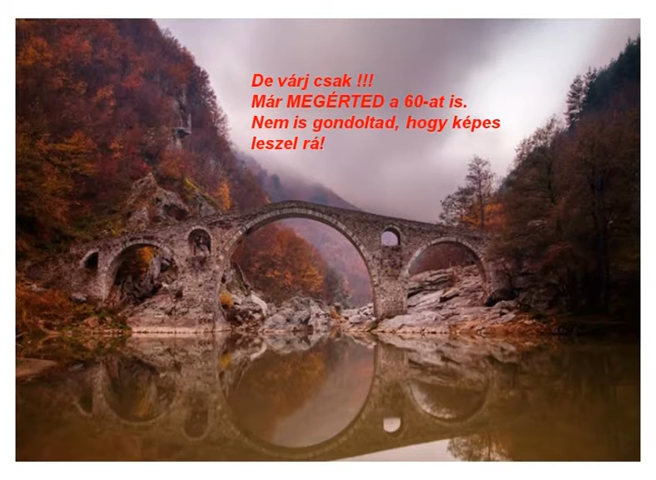 De várj csak !!!
Már MEGÉRTED a 60-at is.
Nem is gondoltad, hogy képes
leszel rá!